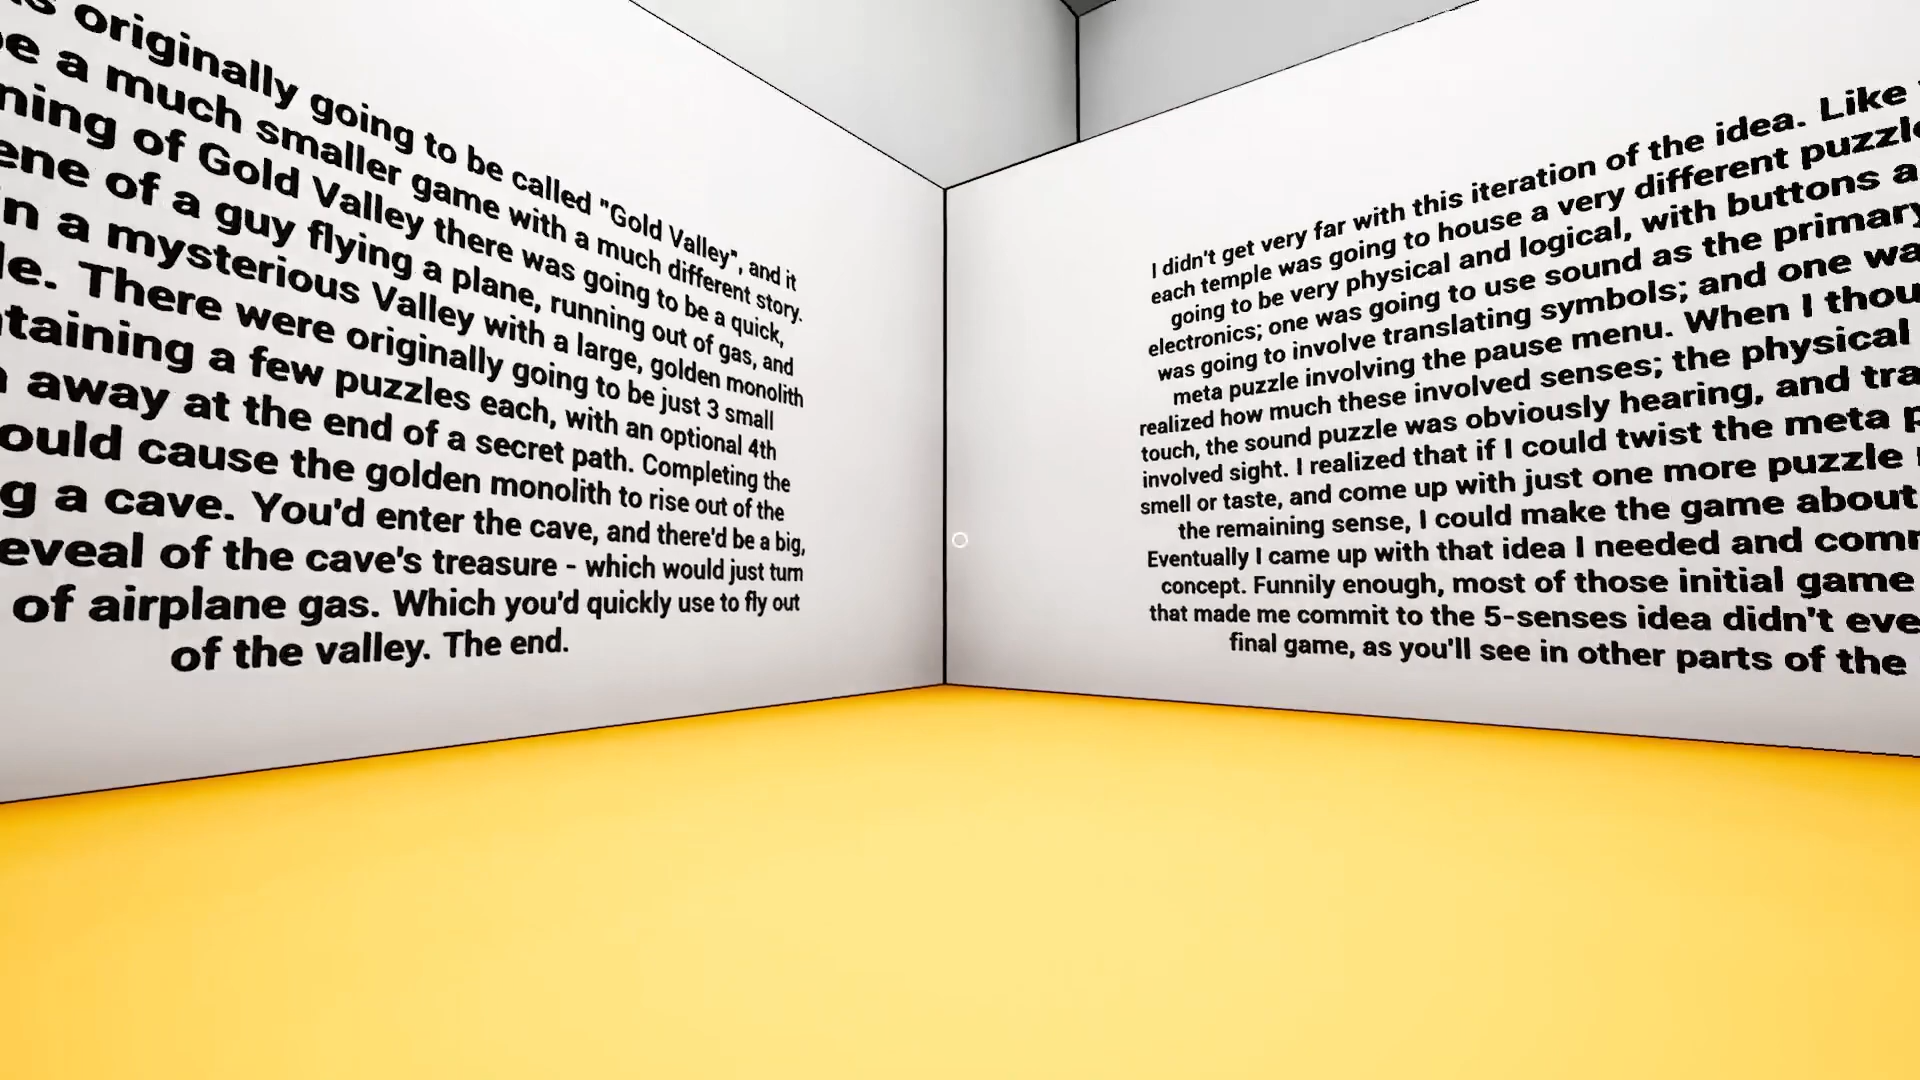 originally going to be called "Gold Valley", and it
be a much smaller game with a much different story.
of Gold Valley there was going to be a quick,
of a guy flying a plane, running out of gas, and
in a mysterious Valley with a large, golden monolith
There were originally going to be just 3 small
a few puzzles each, with an optional 4th
away at the end of a secret path. Completing the
cause the golden monolith to rise out of the
a cave. You'd enter the cave, and there'd be a big,
of the cave's treasure - which would just turn
of airplane gas. Which you'd quickly use to fly out
of the valley. The end.
I didn't get very far with this iteration of the idea. Like
each temple was going to house a very different
going to be very physical and logical, with buttons
electronics; one was going to use sound as the primary
was going to involve translating symbols; and one
meta puzzle involving the pause menu. When I
realized how much these involved senses; the physical
touch, the sound puzzle was obviously hearing, and
involved sight. I realized that if I could twist the meta
smell or taste, and come up with just one more puzzle
the remaining sense, I could make the game about
Eventually I came up with that idea I needed and
concept. Funnily enough, most of those initial game
that made me commit to the 5-senses idea didn't
final game, as you'll see in other parts of the